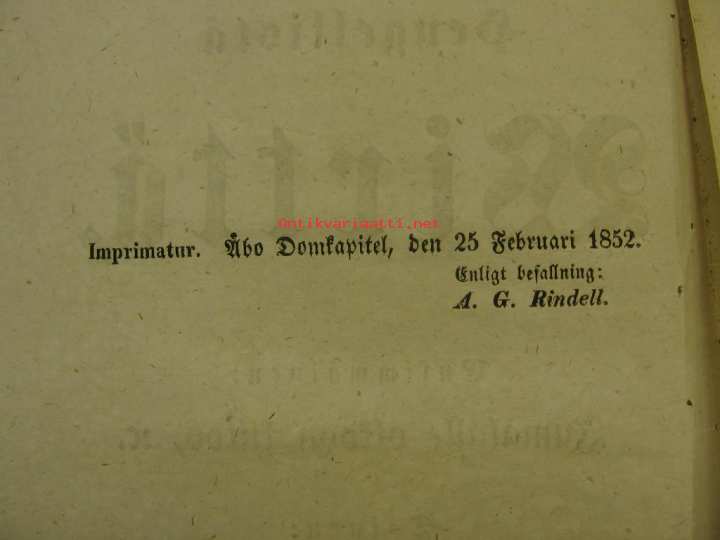 Antikvariaatti.net
Imprimatur. Åbo Domkapitel, den 25 Februari 1852.
Enligt befallning:
A. G. Rindell.